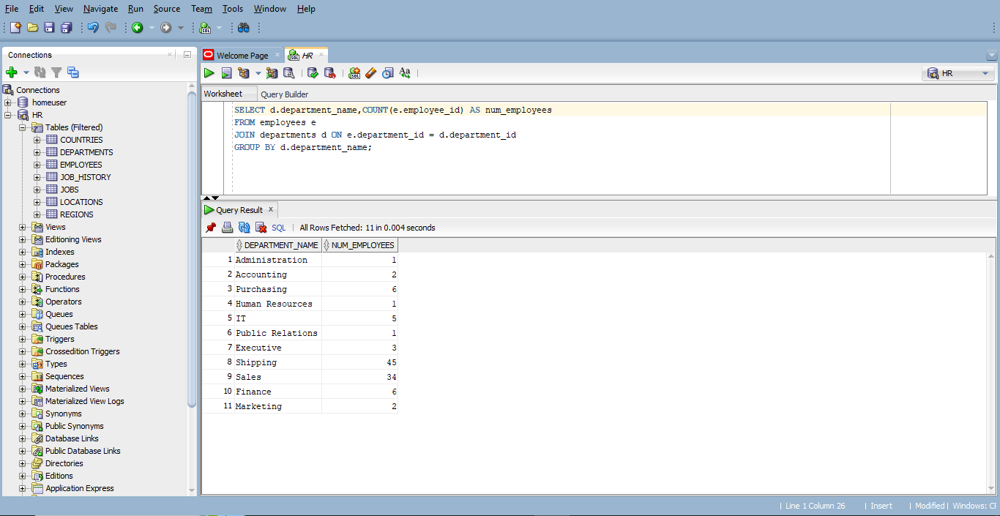 File Edit View Navigate Run Source Team Tools Window Help
Connections
Connections
homeuser
HR
Tables (Filtered)
COUNTRIES
DEPARTMENTS
EMPLOYEES
JOB_HISTORY
JOBS
LOCATIONS
REGIONS
Views
Editioning Views
Indexes
Packages
Procedures
Functions
Operators
Queues
Queues Tables
Triggers
Crossedition Triggers
Types
Sequences
Materialized Views
Materialized View Logs
Synonyms
Public Synonyms
Database Links
Public Database Links
Directories
Editions
Application Express
Welcome Page HR
HR
Worksheet Query Builder
SELECT d.department_name,COUNT(e.employee_id) AS num_employees
FROM employees e
JOIN departments d ON e.department_id = d.department_id
GROUP BY d.department_name;
Query Result x
SQL | All Rows Fetched: 11 in 0.004 seconds
DEPARTMENT_NAME NUM_EMPLOYEES
1 Administration 1
2 Accounting 2
3 Purchasing 6
4 Human Resources 1
5 IT 5
6 Public Relations 1
7 Executive 3
8 Shipping 45
9 Sales 34
10 Finance 6
11 Marketing 2
| Line 1 Column 26 | Insert | Modified | Windows: CF